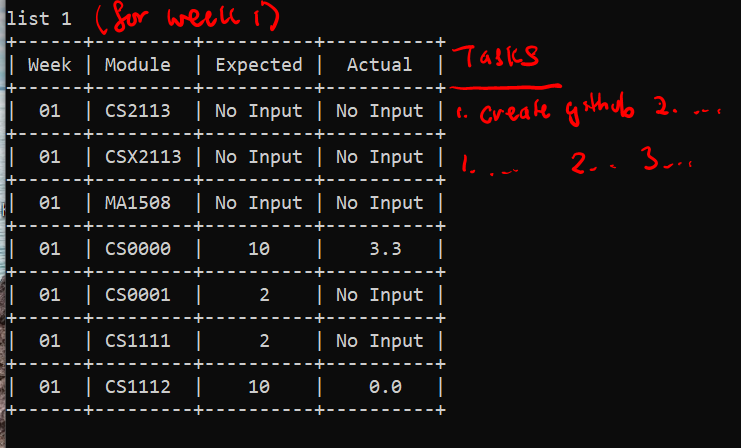 list 1 (for week 1)
+------+---------+----------+----------+
| Week | Module | Expected | Actual | Tasks
+------+---------+----------+----------+
| 01 | CS2113 | No Input | No Input | 1. create github 2. ...
+------+---------+----------+----------+
| 01 | CSX2113 | No Input | No Input | 1. ... 2. .. 3...
+------+---------+----------+----------+
| 01 | MA1508 | No Input | No Input |
+------+---------+----------+----------+
| 01 | CS0000 | 10 | 3.3 |
+------+---------+----------+----------+
| 01 | CS0001 | 2 | No Input |
+------+---------+----------+----------+
| 01 | CS1111 | 2 | No Input |
+------+---------+----------+----------+
| 01 | CS1112 | 10 | 0.0 |
+------+---------+----------+----------+